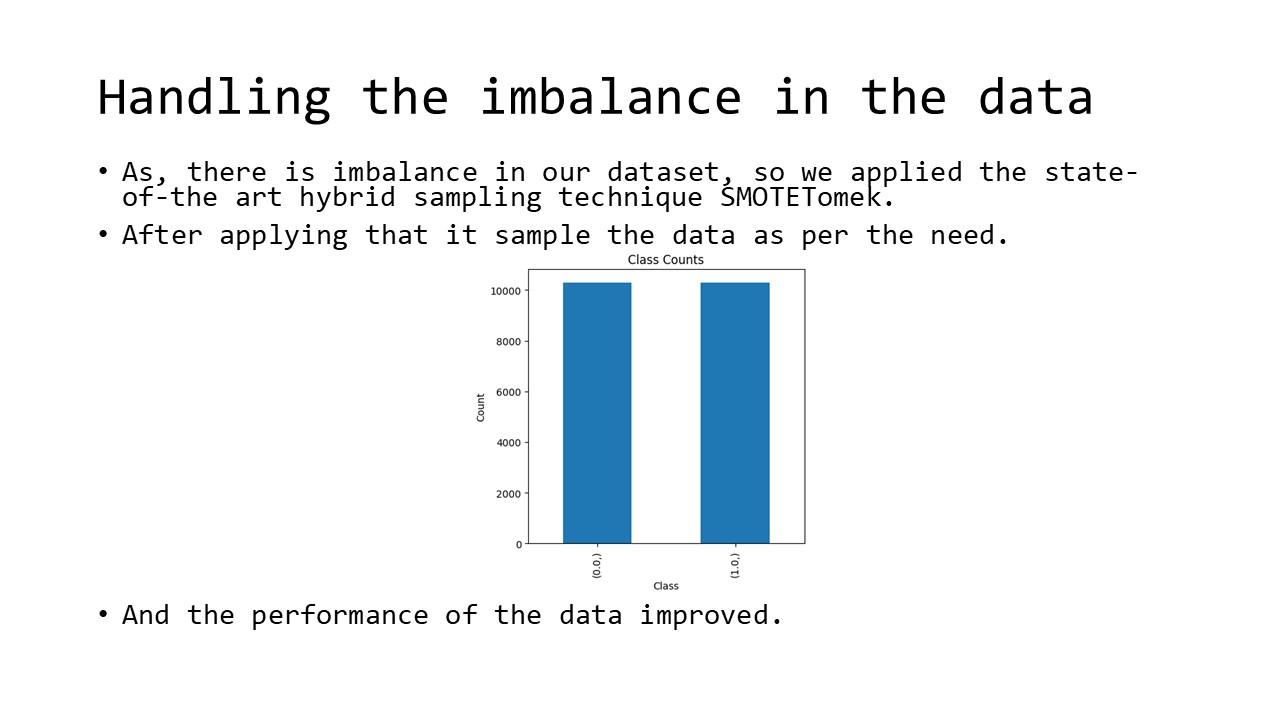 Handling the imbalance in the data
• As, there is imbalance in our dataset, so we applied the state-
of-the art hybrid sampling technique SMOTETomek.
• After applying that it sample the data as per the need.
Class Counts
10000
8000
6000
4000
2000
0
Count
(0.0,)
(1.0,)
Class
• And the performance of the data improved.